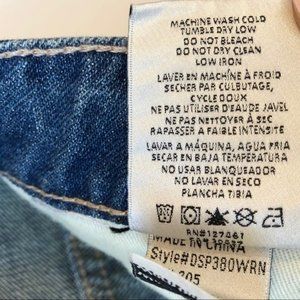 MACHINE WASH COLD
TUMBLE DRY LOW
DO NOT BLEACH
DO NOT DRY CLEAN
LOW IRON
LAVER EN MACHINE À FROID
SECHER PAR CULBUTAGE,
CYCLE DOUX
NE PAS UTILISER D'EAUDE JAVEL
NE PAS NETTOYER À SEC
RAPASSER A FAIBLE INTENSITE
LAVAR A MÁQUINA, AGUA FRIA
SECAR EN BAJA TEMPERATURA
NO USAR BLANQUEADOR
NO LAVAR EN SECO
PLANCHA TIBIA
RN#127461
MADE IN CHINA
Style#DSP380WRN
205